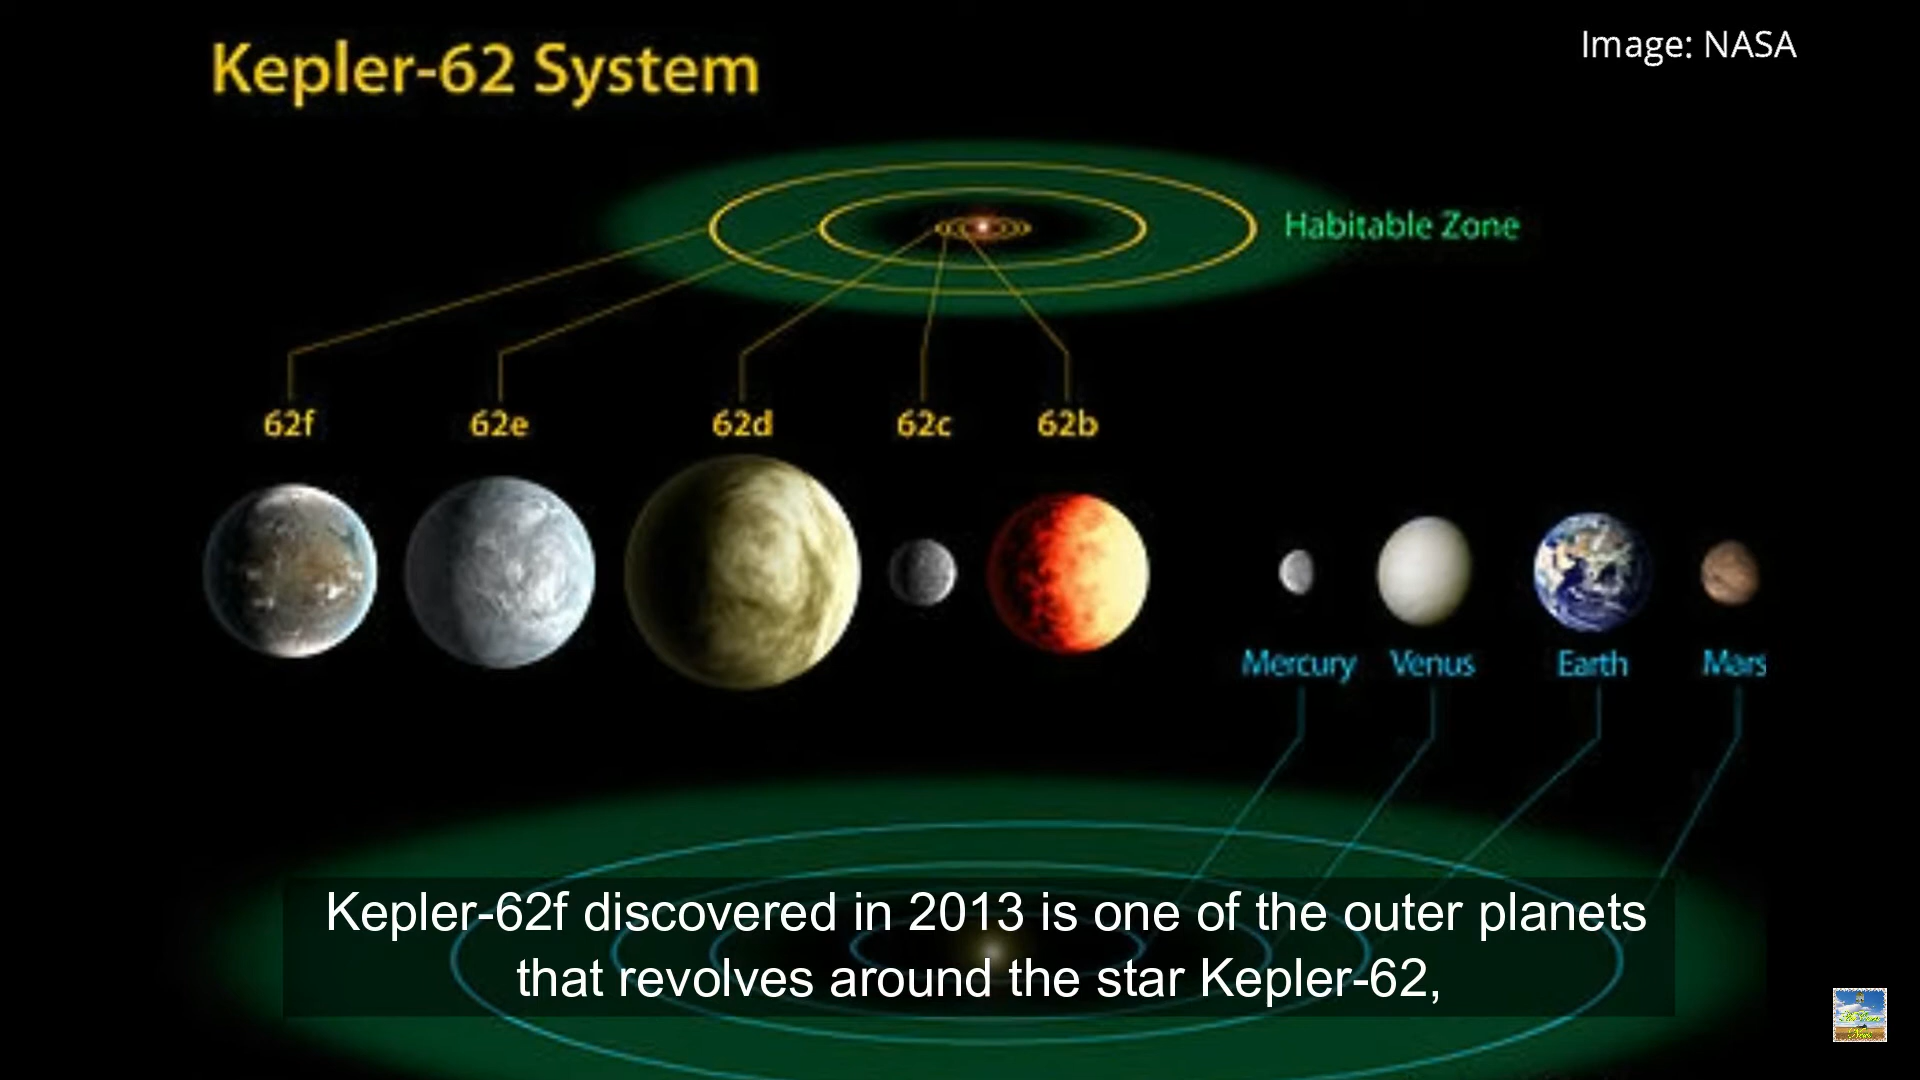 Kepler-62 System
Image: NASA
Habitable Zone
62f 62e 62d 62c 62b
Mercury Venus Earth Mars
Kepler-62f discovered in 2013 is one of the outer planets
that revolves around the star Kepler-62,